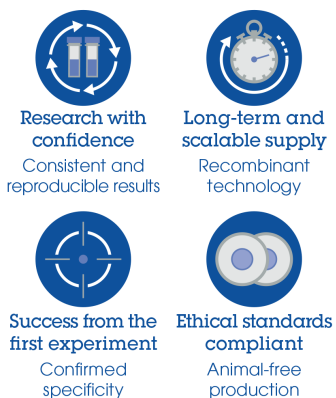 Research with
confidence
Consistent and
reproducible results
Long-term and
scalable supply
Recombinant
technology
Success from the
first experiment
Confirmed
specificity
Ethical standards
compliant
Animal-free
production